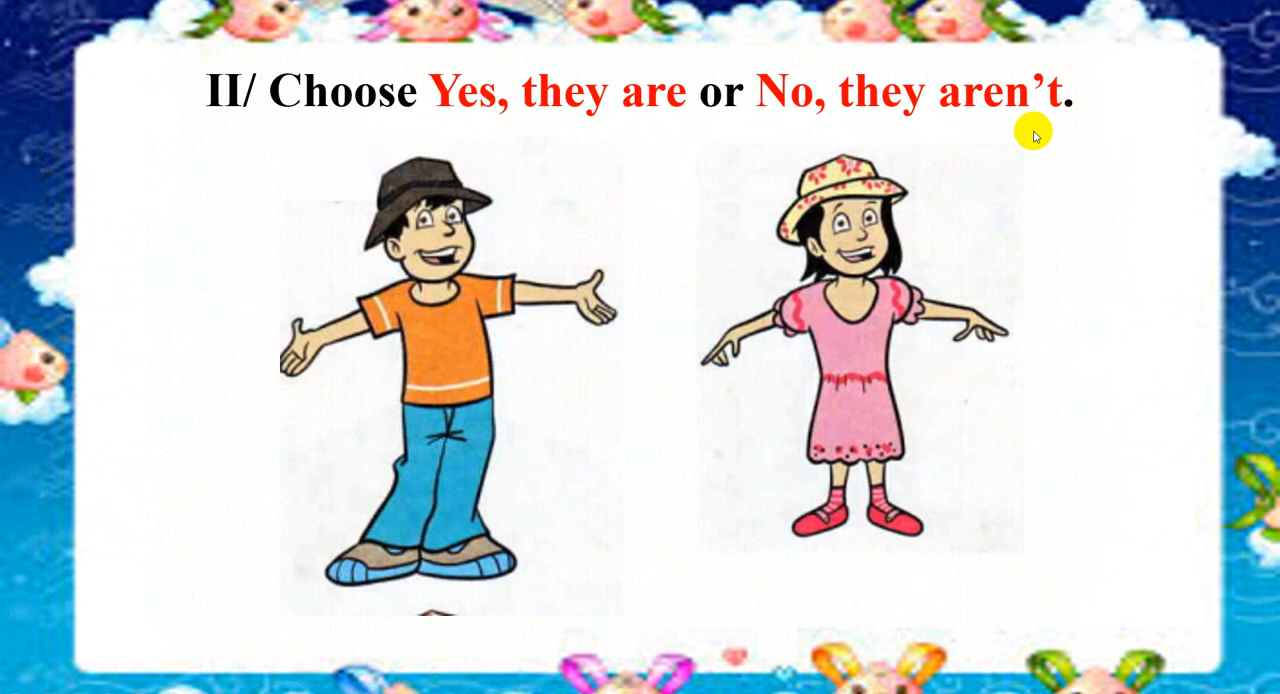 II/ Choose Yes, they are or No, they aren’t.